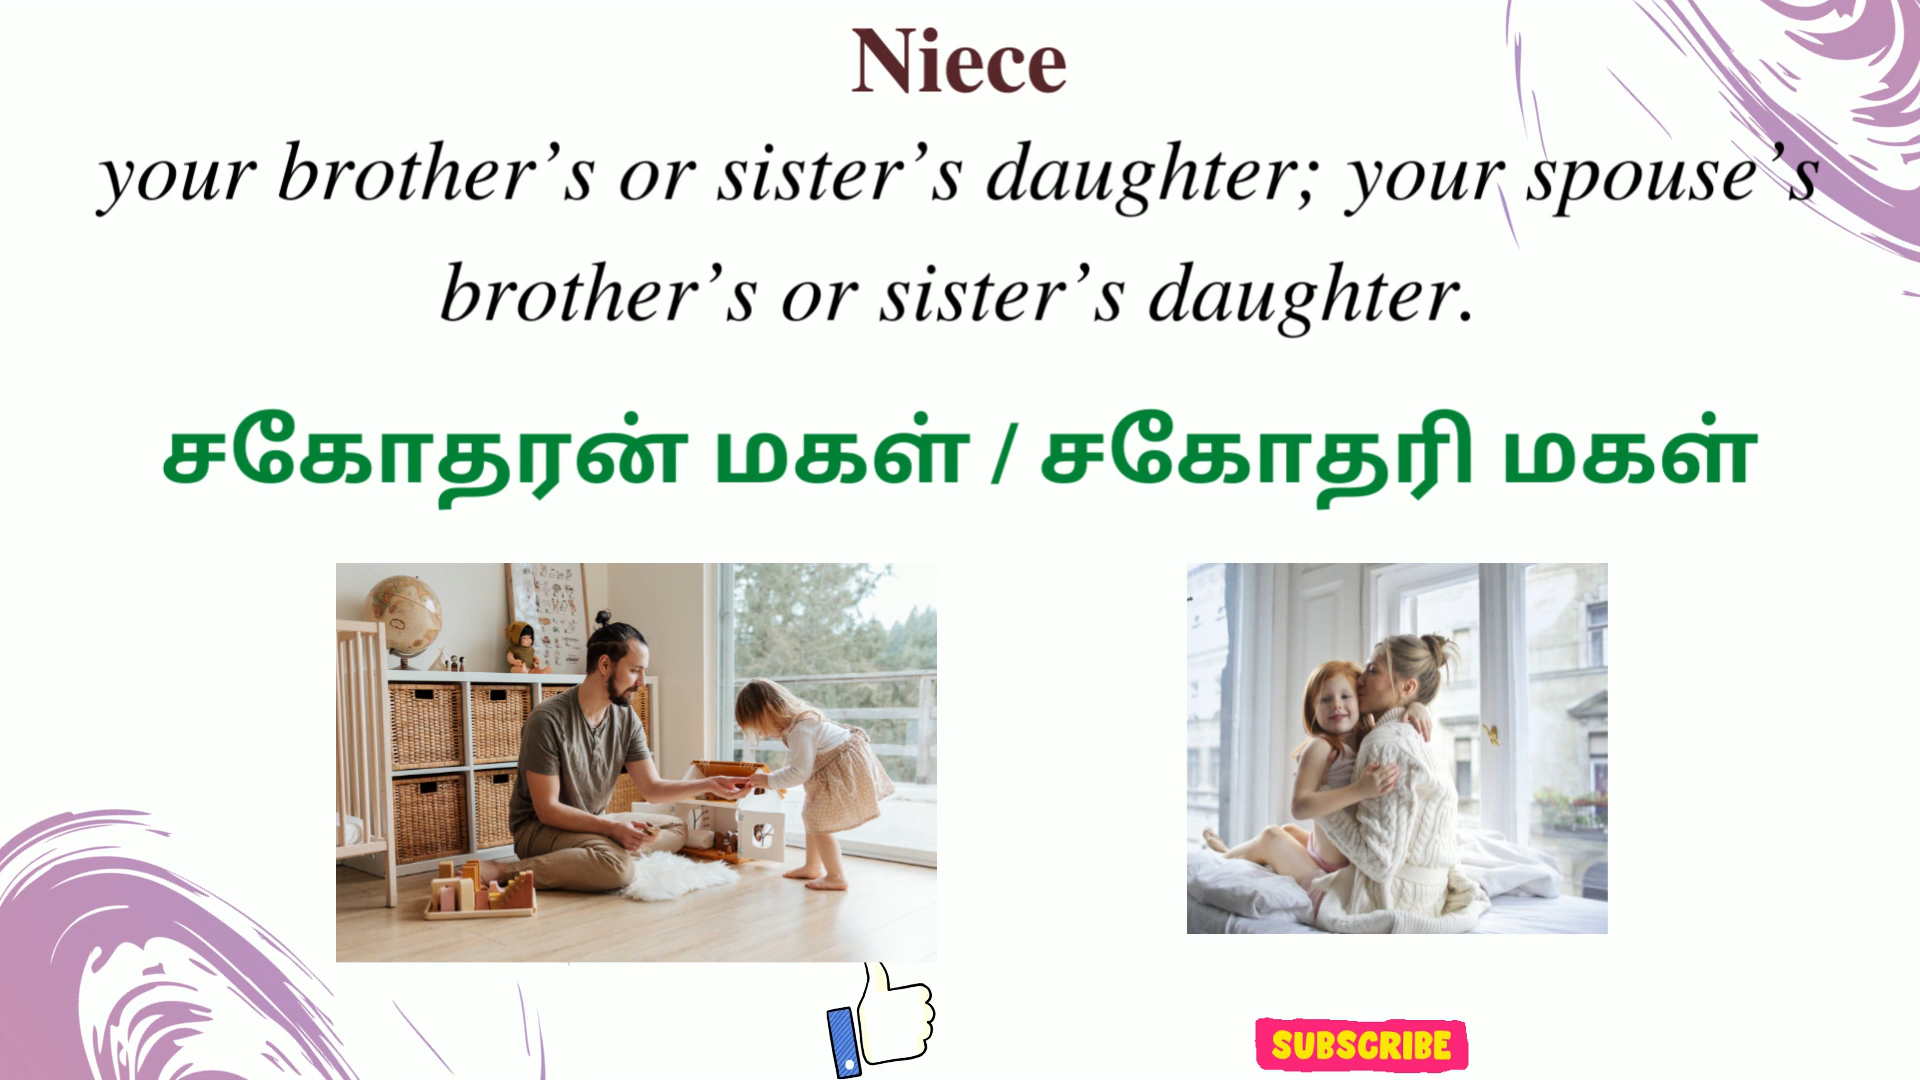 Niece
your brother’s or sister’s daughter; your spouse’s
brother’s or sister’s daughter.
சகோதரன் மகள் / சகோதரி மகள்
SUBSCRIBE